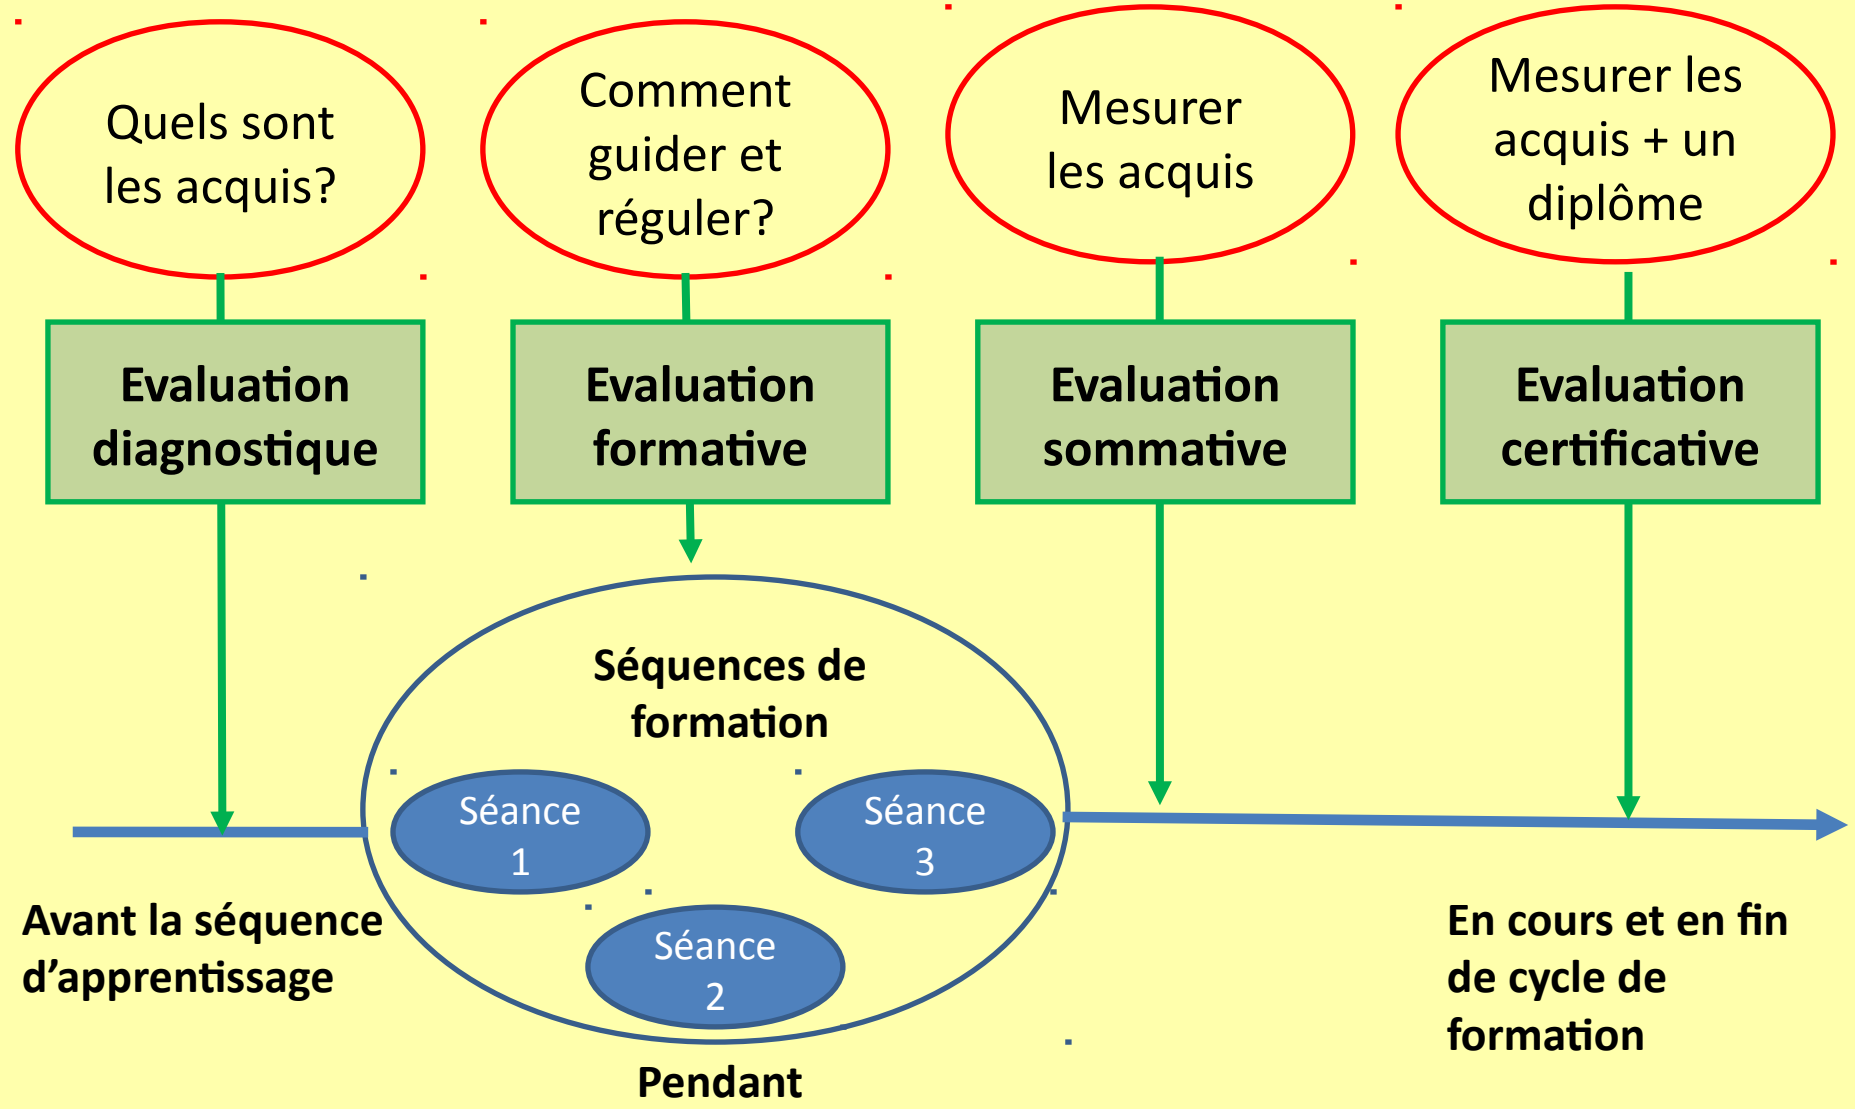 Quels sont
les acquis?
Comment
guider et
réguler?
Mesurer
les acquis
Mesurer les
acquis + un
diplôme
Evaluation
diagnostique
Evaluation
formative
Evaluation
sommative
Evaluation
certificative
Séquences de
formation
Séance
1
Séance
3
Séance
2
Avant la séquence
d’apprentissage
Pendant
En cours et en fin
de cycle de
formation